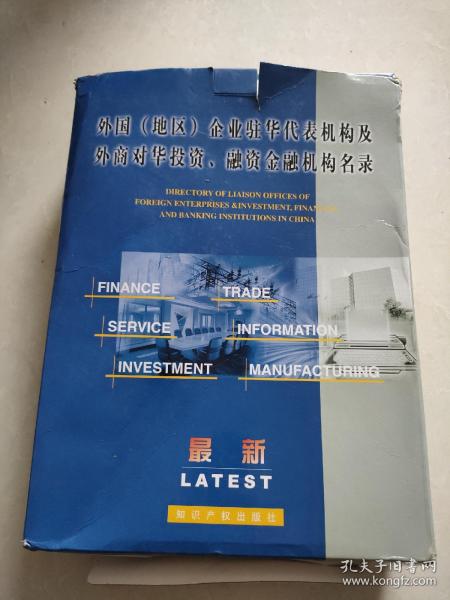 外国（地区）企业驻华代表机构及
外商对华投资、融资金融机构名录
DIRECTORY OF LIAISON OFFICES OF
FOREIGN ENTERPRISES &INVESTMENT, FINAN
AND BANKING INSTITUTIONS IN CHINA
FINANCE
TRADE
SERVICE
INFORMATION
INVESTMENT
MANUFACTURING
最新
LATEST
知识产权出版社
孔夫子旧书网
www.kongfz.com